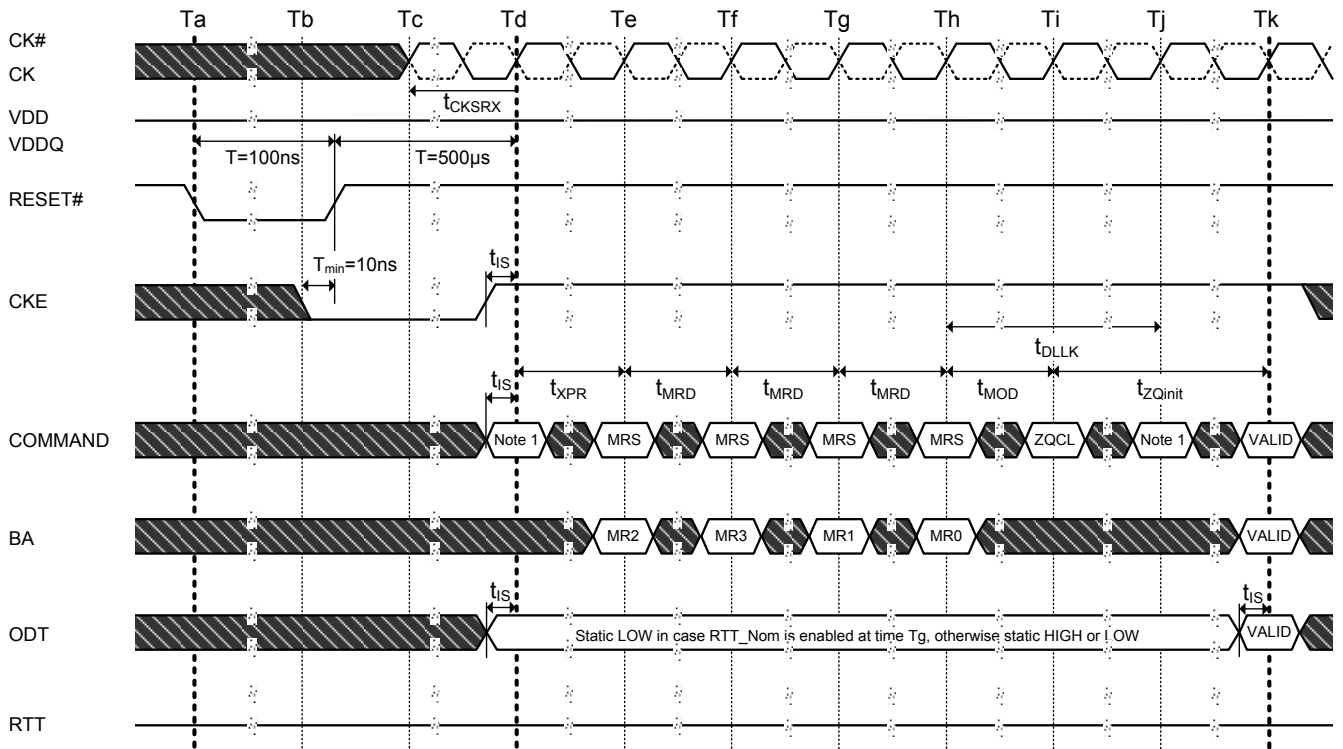 Ta Tb Tc Td Te Tf Tg Th Ti Tj Tk
CK#
CK
tCKSRX
VDD
VDDQ
T=100ns T=500µs
RESET#
Tmin=10ns tIS
CKE
tDLLK
tIS tXPR tMRD tMRD tMRD tMOD tZQinit
COMMAND Note 1 MRS MRS MRS MRS ZQCL Note 1 VALID
BA MR2 MR3 MR1 MR0 VALID
tIS tIS
ODT Static LOW in case RTT_Nom is enabled at time Tg, otherwise static HIGH or LOW VALID
RTT